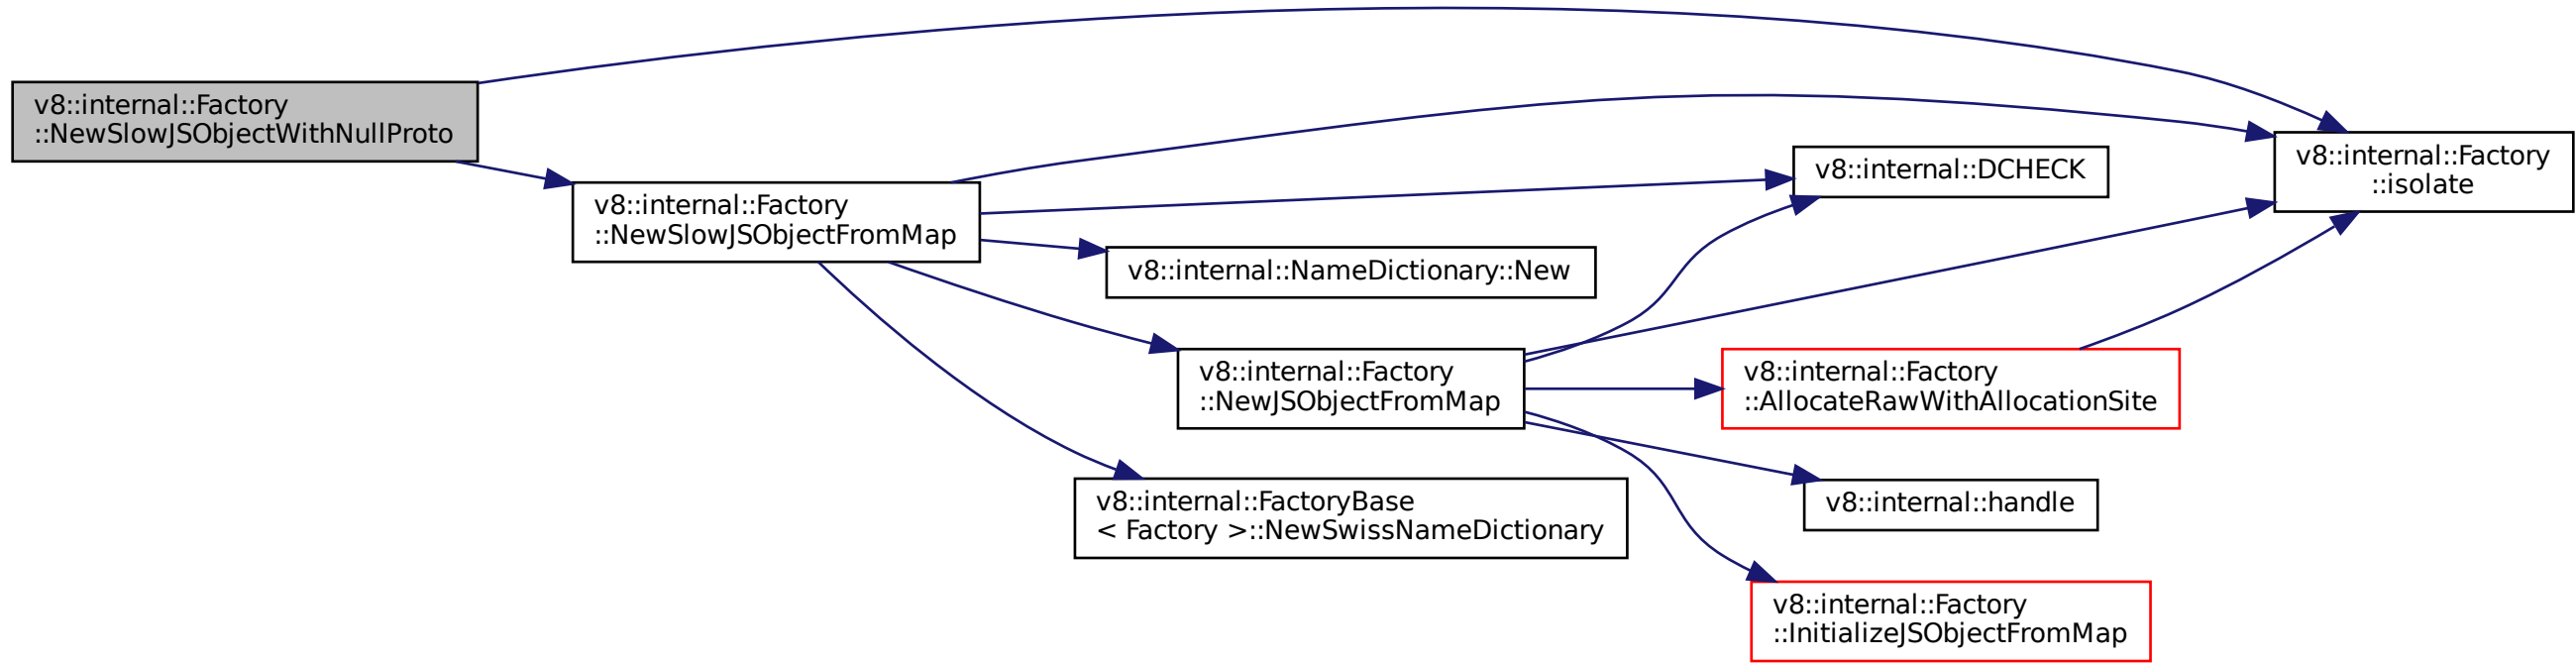 v8::internal::Factory
::NewSlowJSObjectWithNullProto
v8::internal::Factory
::NewSlowJSObjectFromMap
v8::internal::DCHECK
v8::internal::Factory
::isolate
v8::internal::NameDictionary::New
v8::internal::Factory
::NewJSObjectFromMap
v8::internal::Factory
::AllocateRawWithAllocationSite
v8::internal::FactoryBase
< Factory >::NewSwissNameDictionary
v8::internal::handle
v8::internal::Factory
::InitializeJSObjectFromMap